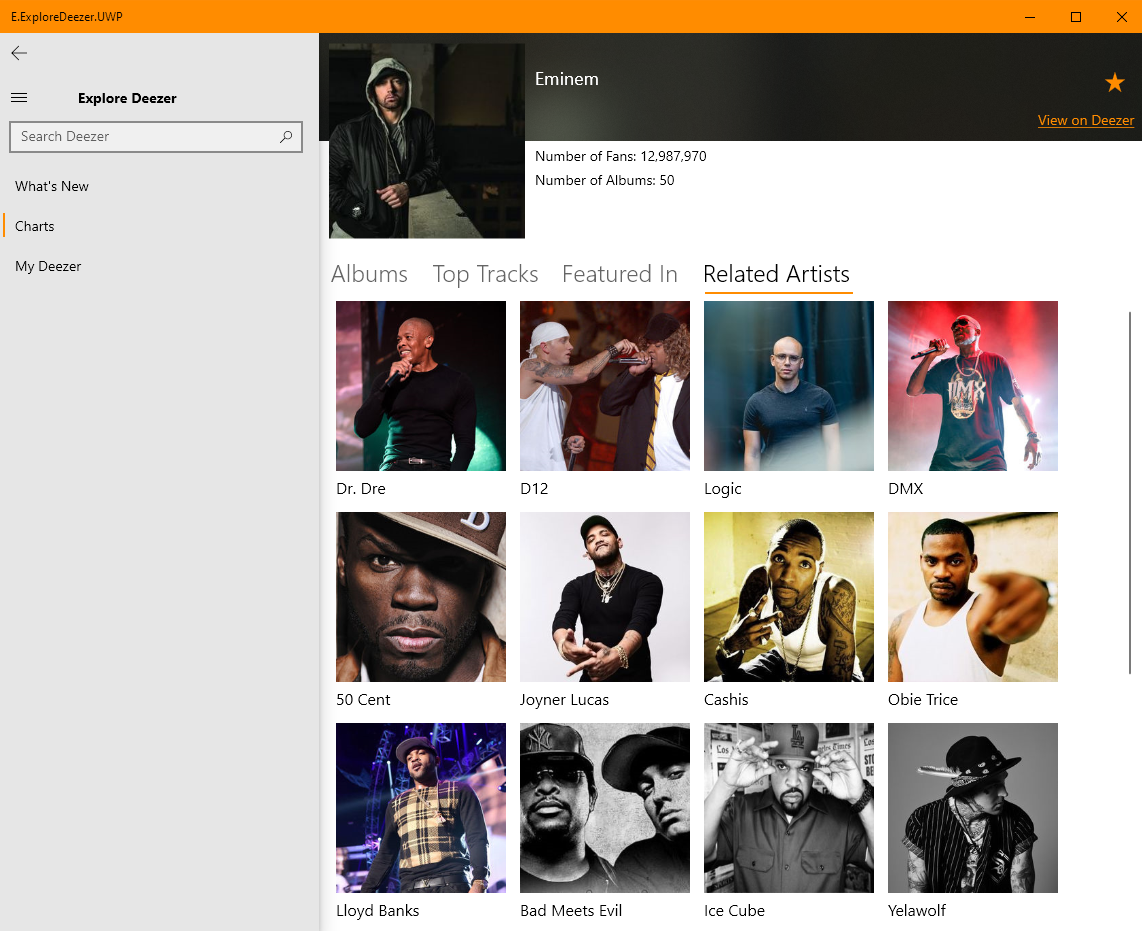 E.ExploreDeezer.UWP
Explore Deezer
Search Deezer
What's New
Charts
My Deezer
Eminem
View on Deezer
Number of Fans: 12,987,970
Number of Albums: 50
Albums Top Tracks Featured In Related Artists
DMX
Dr. Dre D12 Logic DMX
50 Cent Joyner Lucas Cashis Obie Trice
Lloyd Banks Bad Meets Evil Ice Cube Yelawolf